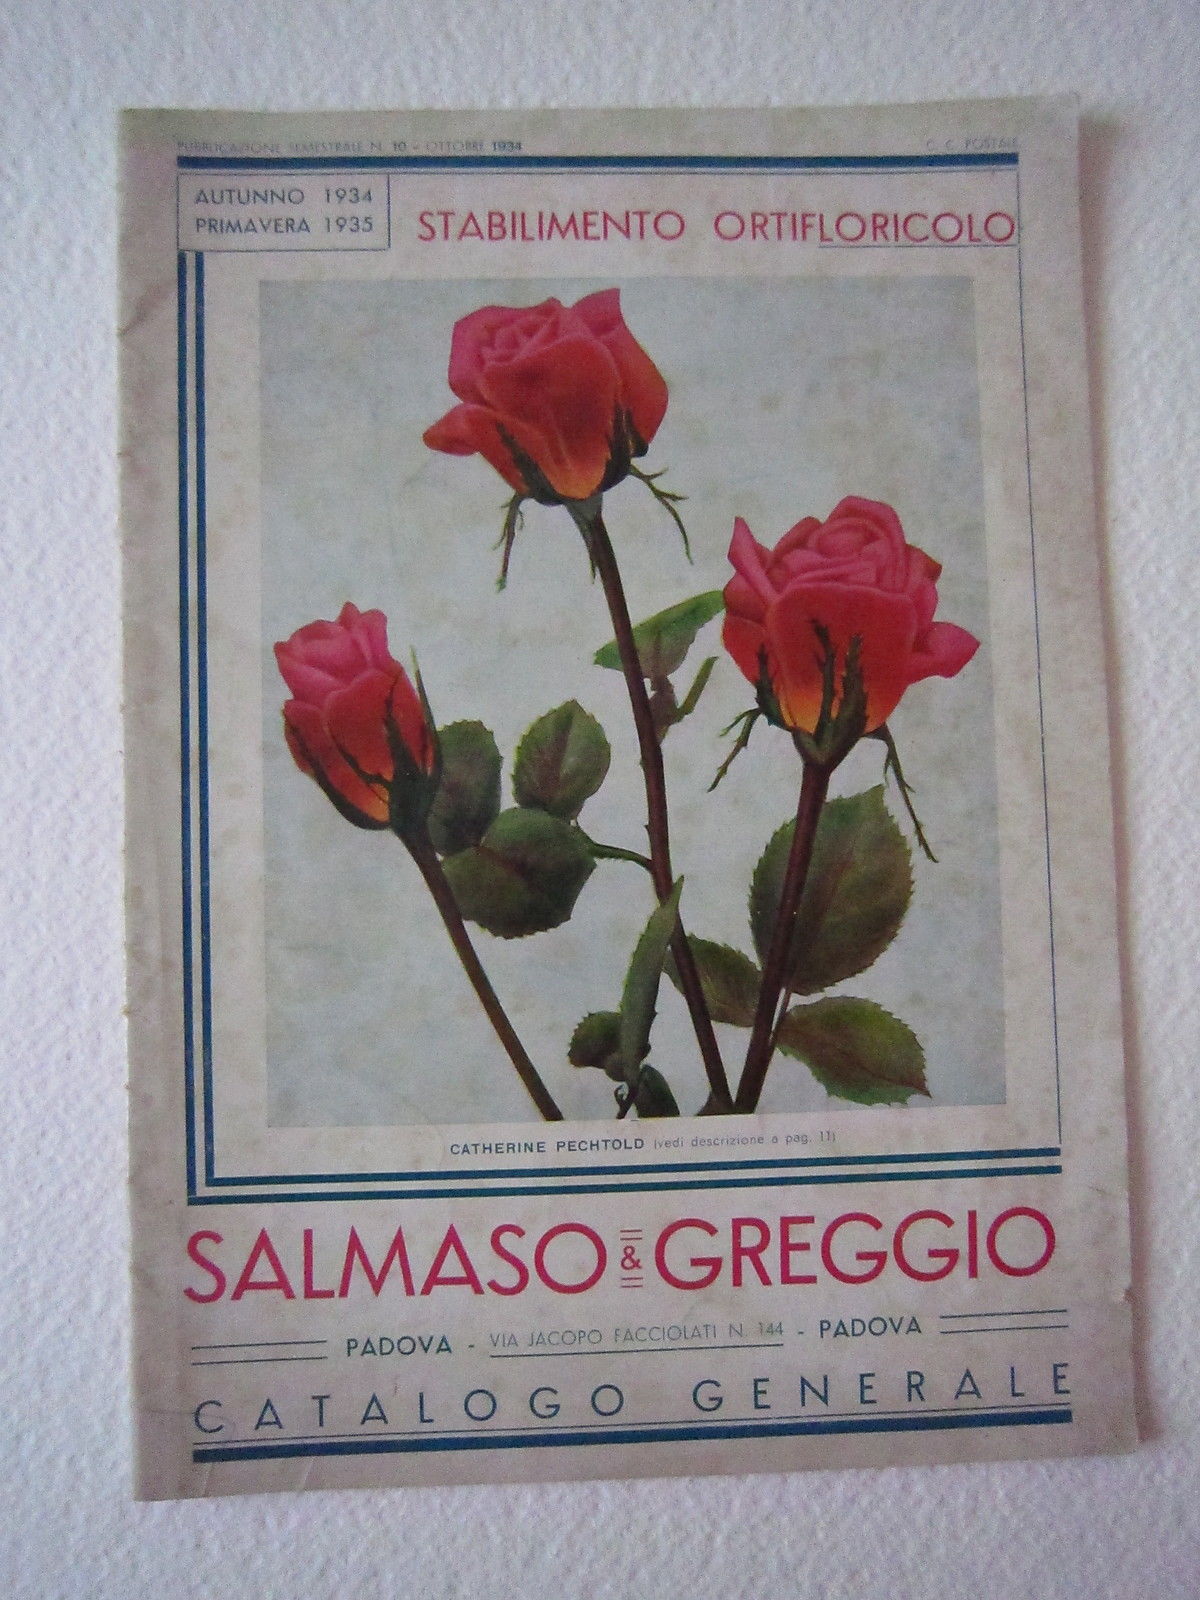 PUBBLICAZIONE SEMESTRALE N. 10 - OTTOBRE 1934
C. C. POSTALE
AUTUNNO 1934
PRIMAVERA 1935
STABILIMENTO ORTIFLORICOLO
CATHERINE PECHTOLD (vedi descrizione a pag. 11)
SALMASO & GREGGIO
PADOVA - VIA JACOPO FACCIOLATI N. 144 - PADOVA
CATALOGO GENERALE